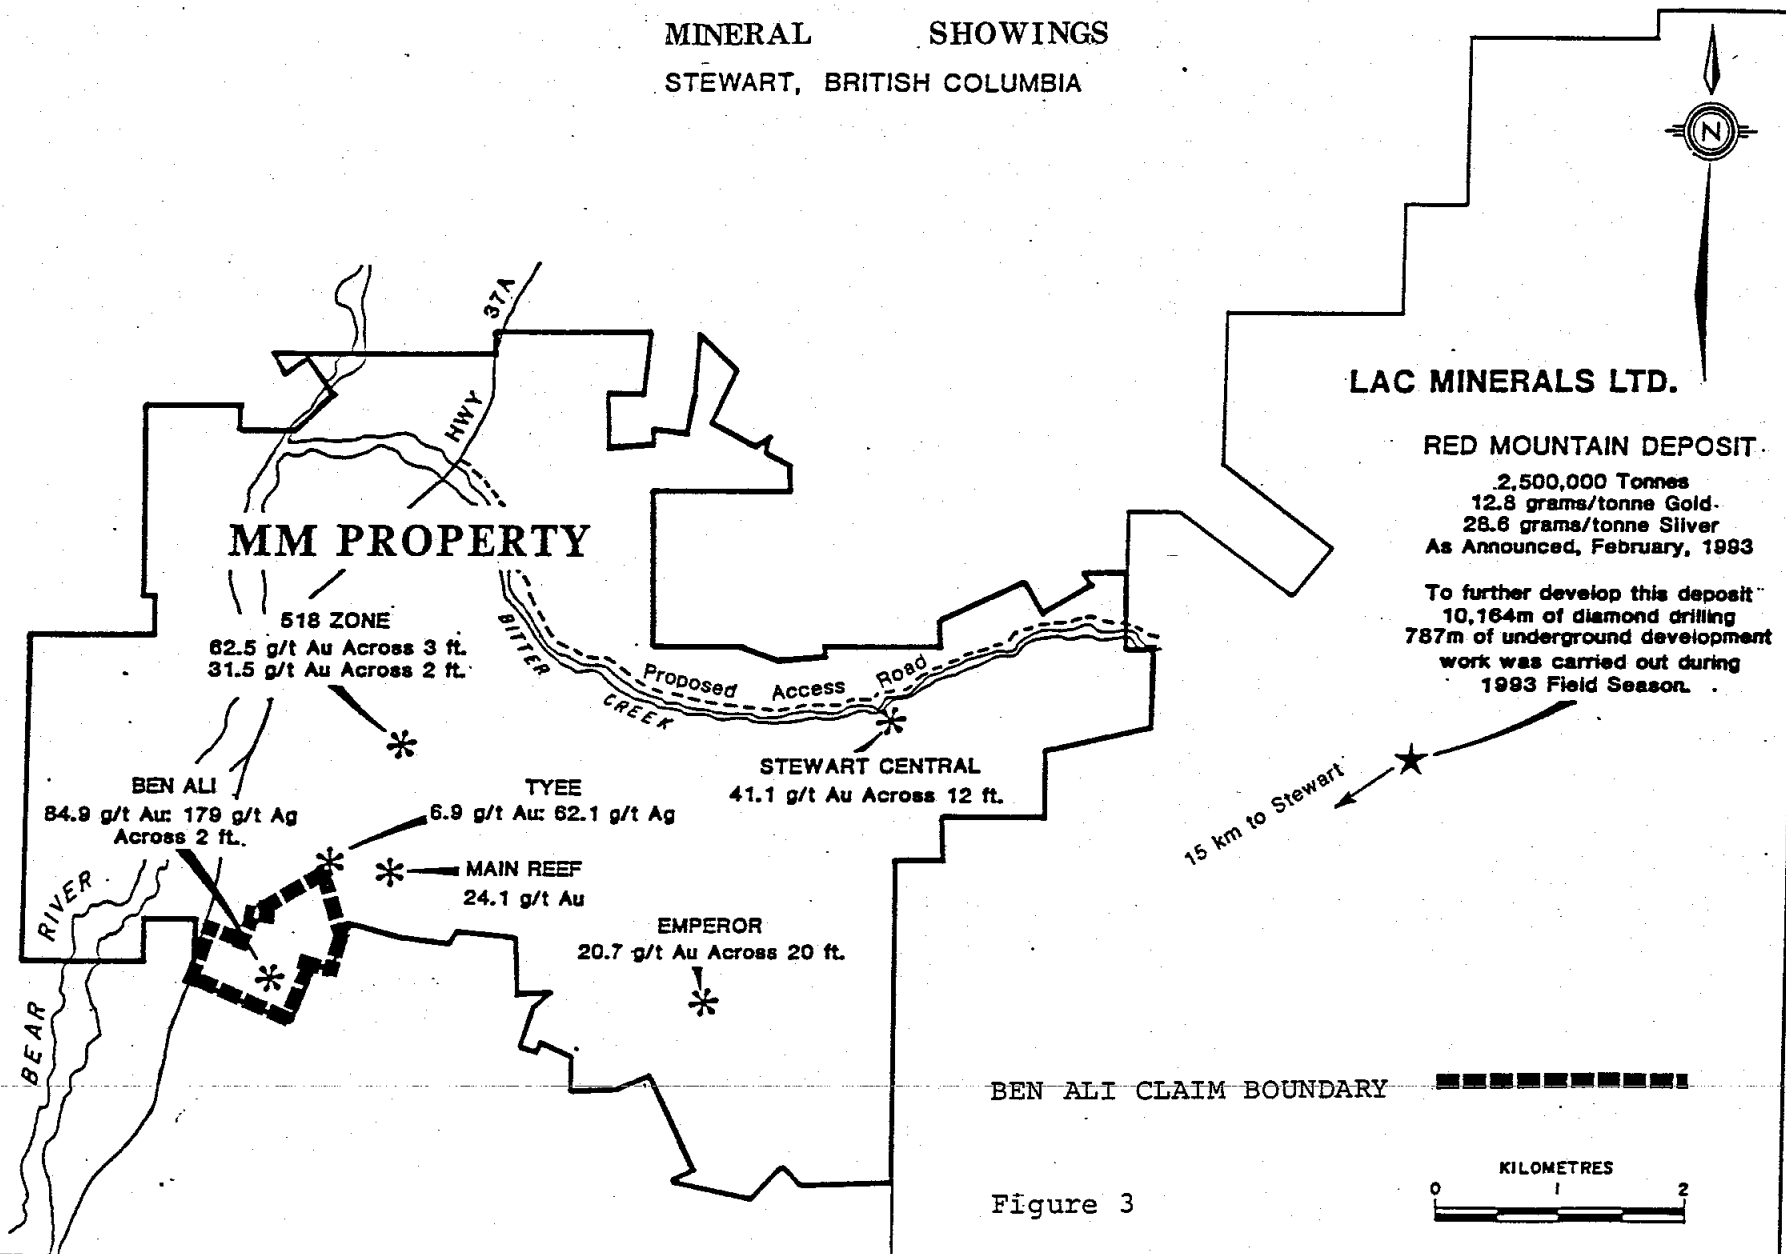 MINERAL SHOWINGS
STEWART, BRITISH COLUMBIA
N
HWY 37A
LAC MINERALS LTD.
RED MOUNTAIN DEPOSIT
2,500,000 Tonnes
12.8 grams/tonne Gold
28.6 grams/tonne Silver
As Announced, February, 1993
To further develop this deposit
10,164m of diamond drilling
787m of underground development
work was carried out during
1993 Field Season.
MM PROPERTY
518 ZONE
62.5 g/t Au Across 3 ft.
31.5 g/t Au Across 2 ft.
BITTER CREEK
Proposed Access Road
STEWART CENTRAL
41.1 g/t Au Across 12 ft.
15 km to Stewart
BEN ALI
84.9 g/t Au: 179 g/t Ag
Across 2 ft.
TYEE
6.9 g/t Au: 62.1 g/t Ag
MAIN REEF
24.1 g/t Au
EMPEROR
20.7 g/t Au Across 20 ft.
BEAR RIVER
BEN ALI CLAIM BOUNDARY
KILOMETRES
0 1 2
Figure 3